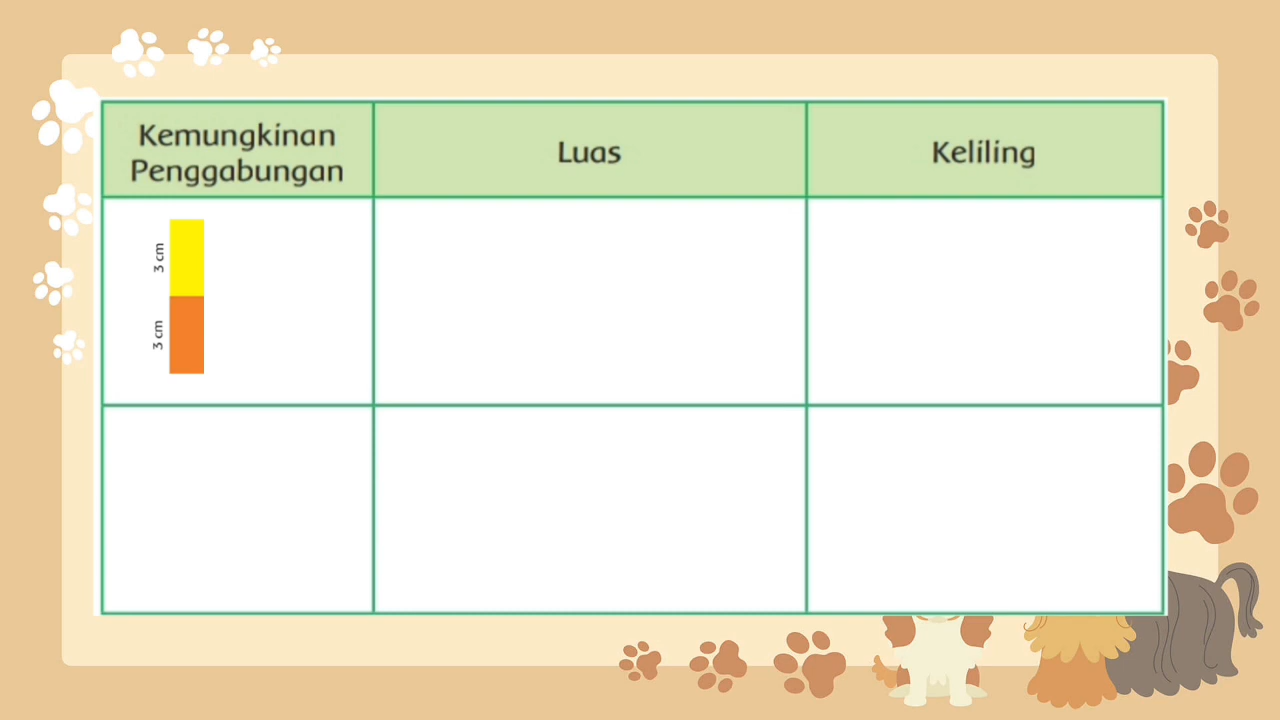 Kemungkinan
Penggabungan
Luas
Keliling
3 cm
3 cm